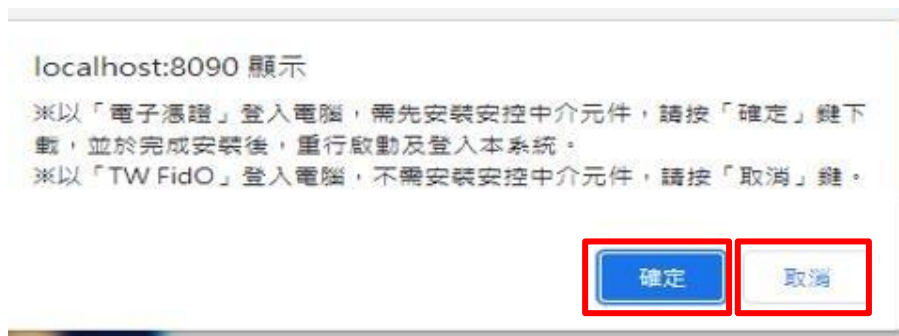 localhost:8090 顯示
※以「電子憑證」登入電腦，需先安裝安控中介元件，請按「確定」鍵下
載，並於完成安裝後，重行啟動及登入本系統。
※以「TW FidO」登入電腦，不需安裝安控中介元件，請按「取消」鍵。
確定 取消